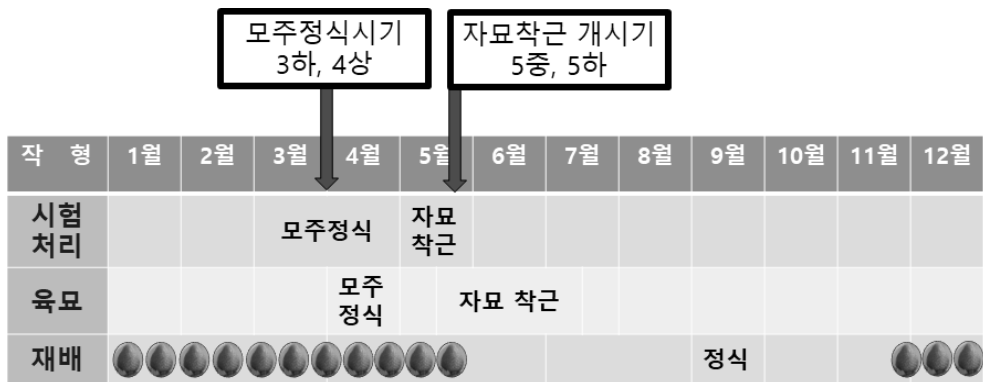 모주정식시기
3하, 4상
자묘착근 개시기
5중, 5하
작 형 1월 2월 3월 4월 5월 6월 7월 8월 9월 10월 11월 12월
시험
처리
모주정식
자묘
착근
육묘
모주
정식
자묘 착근
재배
정식